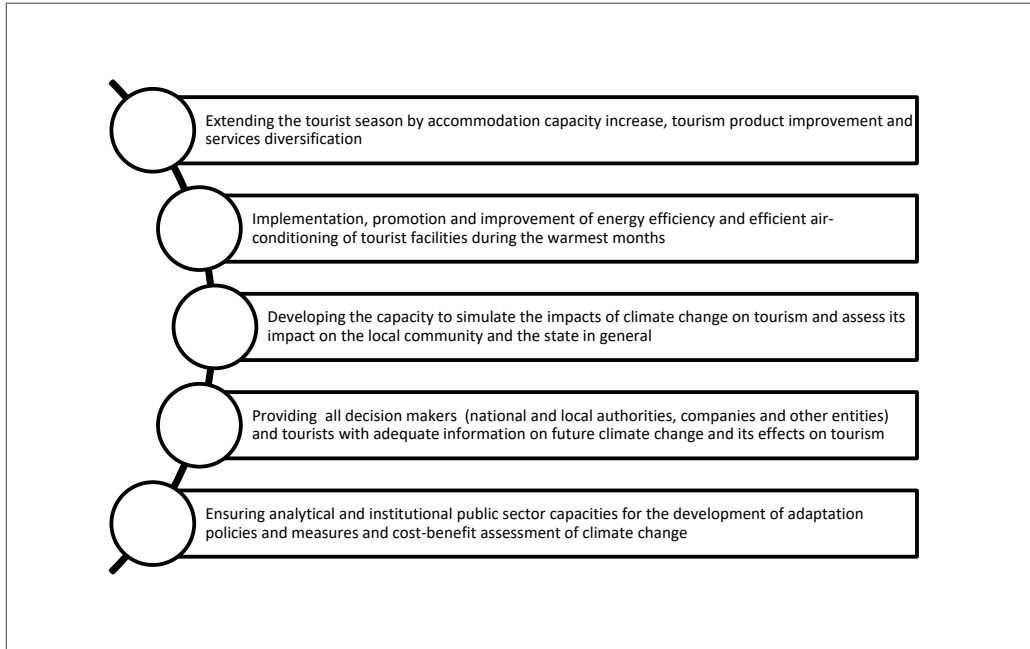 Extending the tourist season by accommodation capacity increase, tourism product improvement and
services diversification
Implementation, promotion and improvement of energy efficiency and efficient air-
conditioning of tourist facilities during the warmest months
Developing the capacity to simulate the impacts of climate change on tourism and assess its
impact on the local community and the state in general
Providing  all decision makers  (national and local authorities, companies and other entities)
and tourists with adequate information on future climate change and its effects on tourism
Ensuring analytical and institutional public sector capacities for the development of adaptation
policies and measures and cost-benefit assessment of climate change